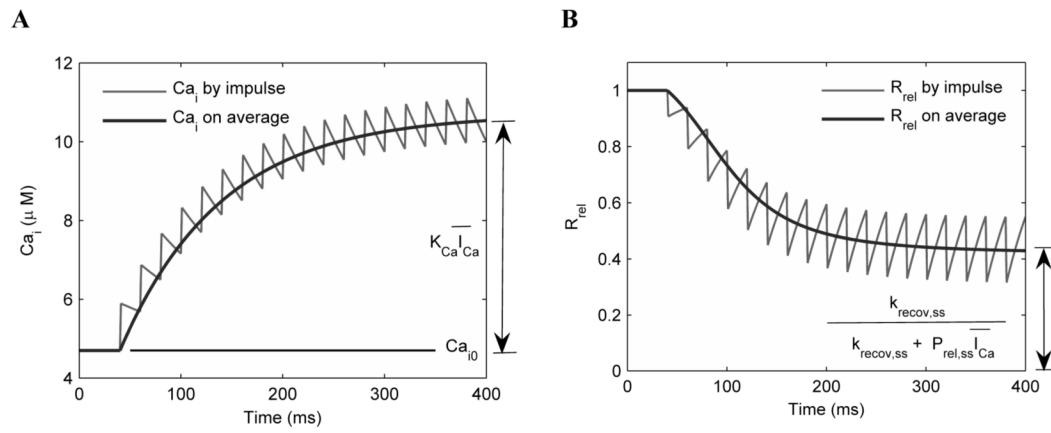 A
12
10
8
6
4
Ca_i (μ M)
Ca_i by impulse
Ca_i on average
K_Ca I_Ca
Ca_i0
0 100 200 300 400
Time (ms)
B
1
0.8
0.6
0.4
0.2
0
R_rel
R_rel by impulse
R_rel on average
k_recov,ss
k_recov,ss + P_rel,ss I_Ca
0 100 200 300 400
Time (ms)